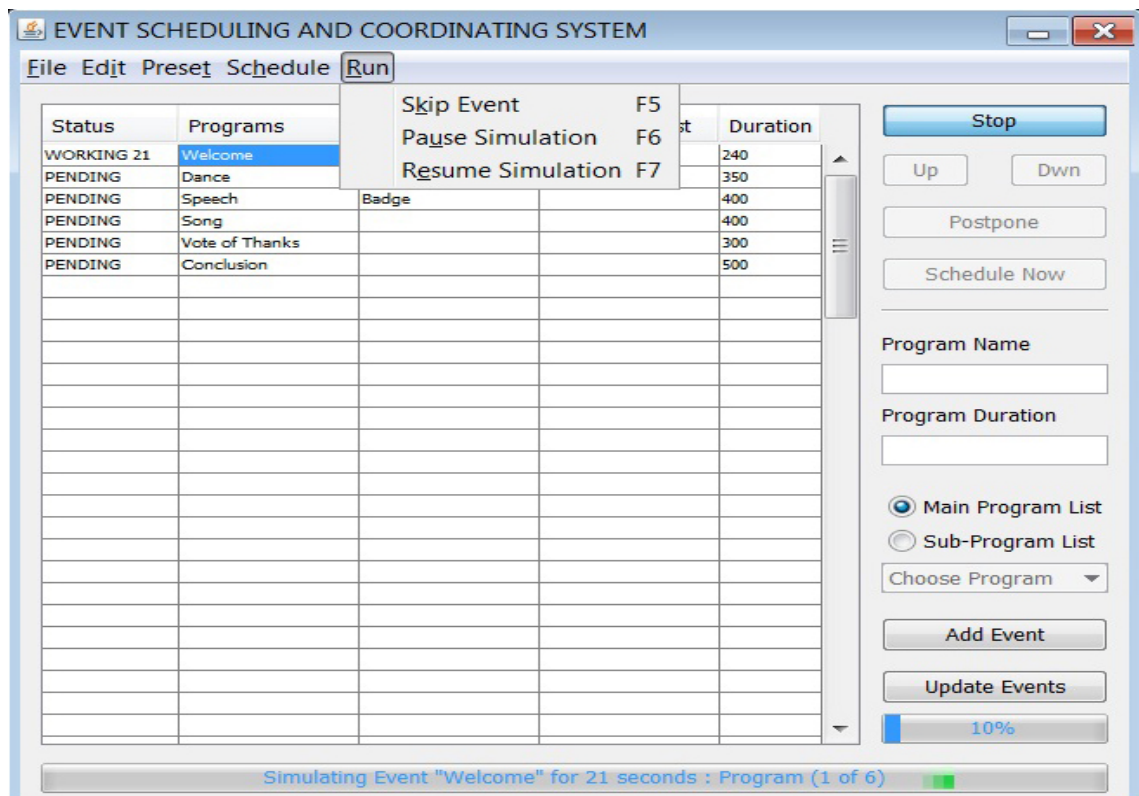 EVENT SCHEDULING AND COORDINATING SYSTEM
File Edit Preset Schedule Run
Skip Event F5
Pause Simulation F6
Resume Simulation F7
Status Programs st Duration
WORKING 21 Welcome 240
PENDING Dance 350
PENDING Speech Badge 400
PENDING Song 400
PENDING Vote of Thanks 300
PENDING Conclusion 500
Stop
Up Dwn
Postpone
Schedule Now
Program Name
Program Duration
Main Program List
Sub-Program List
Choose Program
Add Event
Update Events
10%
Simulating Event "Welcome" for 21 seconds : Program (1 of 6)